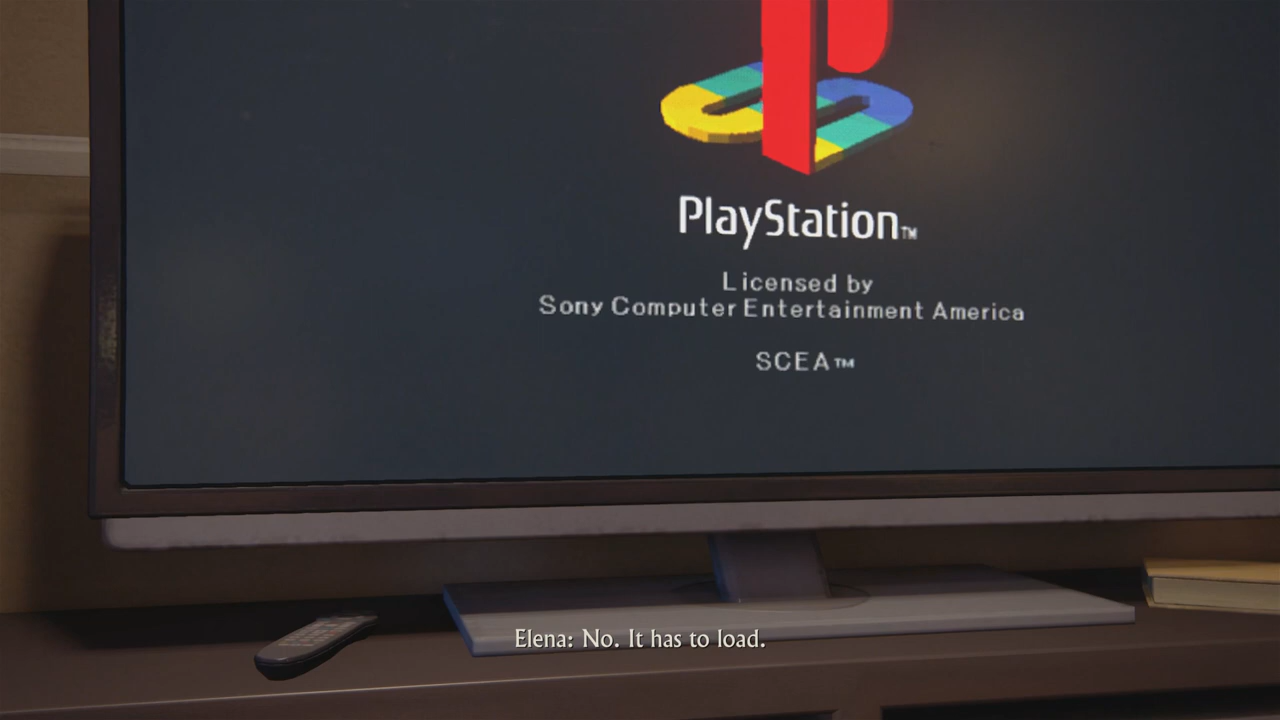 PlayStation™
Licensed by
Sony Computer Entertainment America
SCEA™
Elena: No. It has to load.